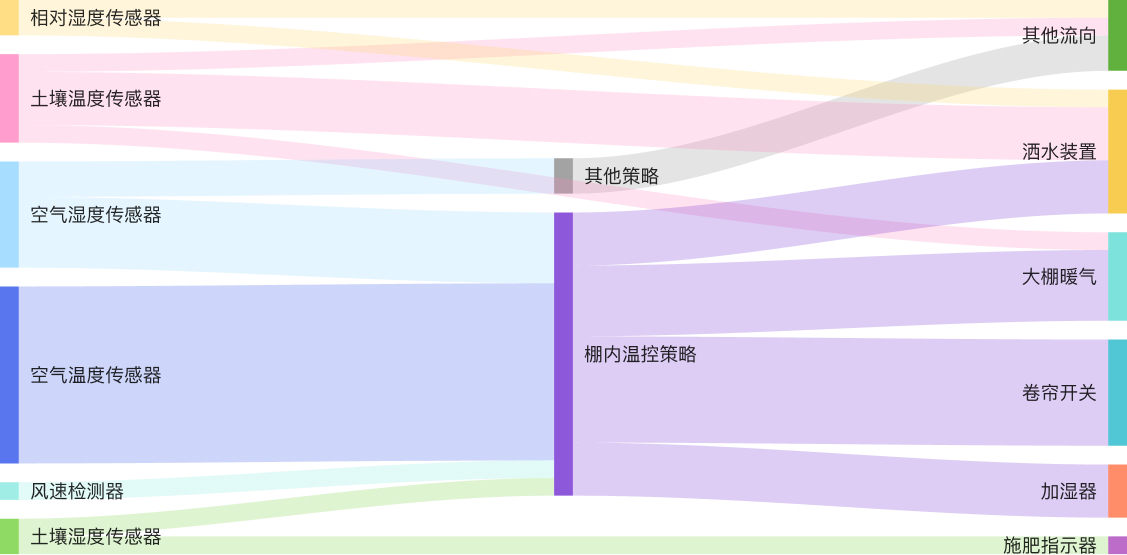 相对湿度传感器
土壤温度传感器
空气湿度传感器
空气温度传感器
风速检测器
土壤湿度传感器
其他策略
棚内温控策略
其他流向
洒水装置
大棚暖气
卷帘开关
加湿器
施肥指示器